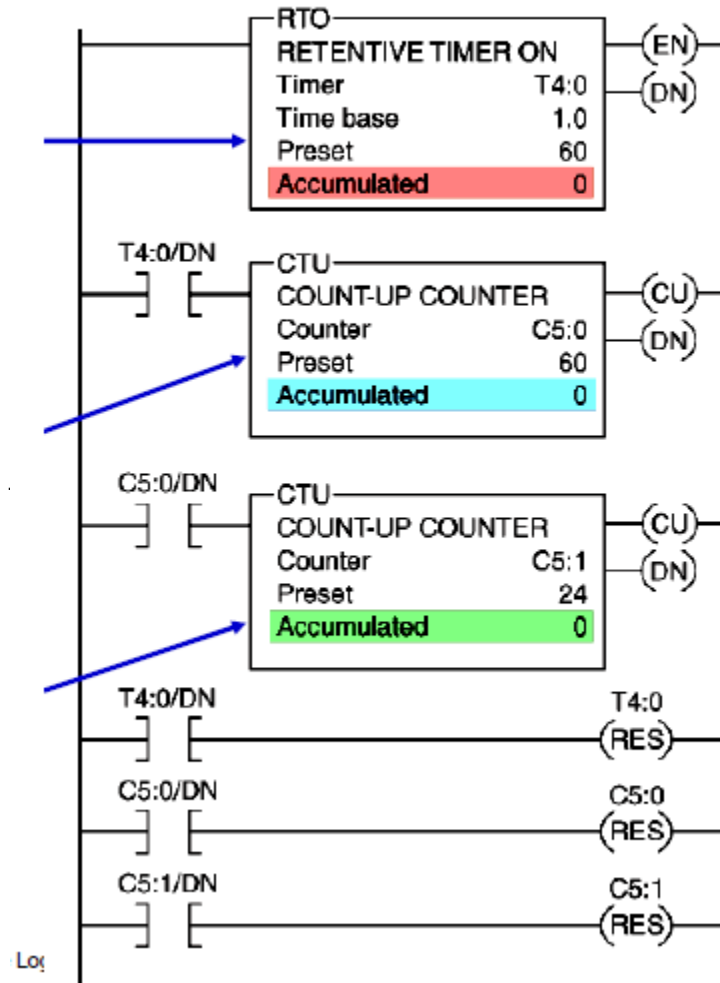 RTO
RETENTIVE TIMER ON
(EN)
Timer T4:0
(DN)
Time base 1.0
Preset 60
Accumulated 0
T4:0/DN
CTU
COUNT-UP COUNTER
(CU)
Counter C5:0
(DN)
Preset 60
Accumulated 0
C5:0/DN
CTU
COUNT-UP COUNTER
(CU)
Counter C5:1
(DN)
Preset 24
Accumulated 0
T4:0/DN T4:0
(RES)
C5:0/DN C5:0
(RES)
C5:1/DN C5:1
(RES)